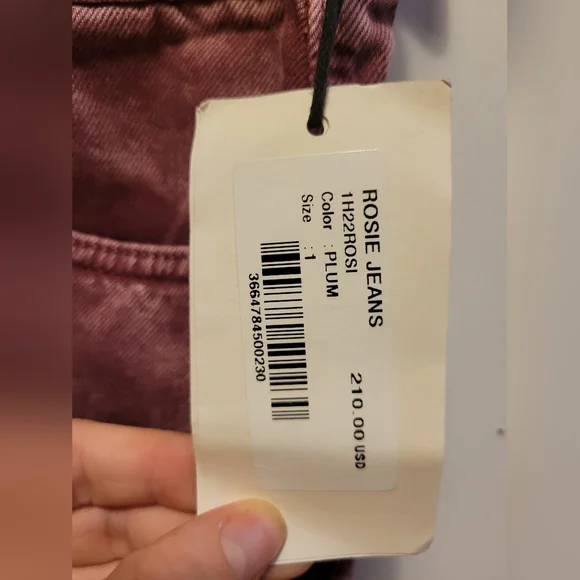 ROSIE JEANS
1H22ROSI
Color : PLUM
Size : 1
3664784500230
210.00 USD